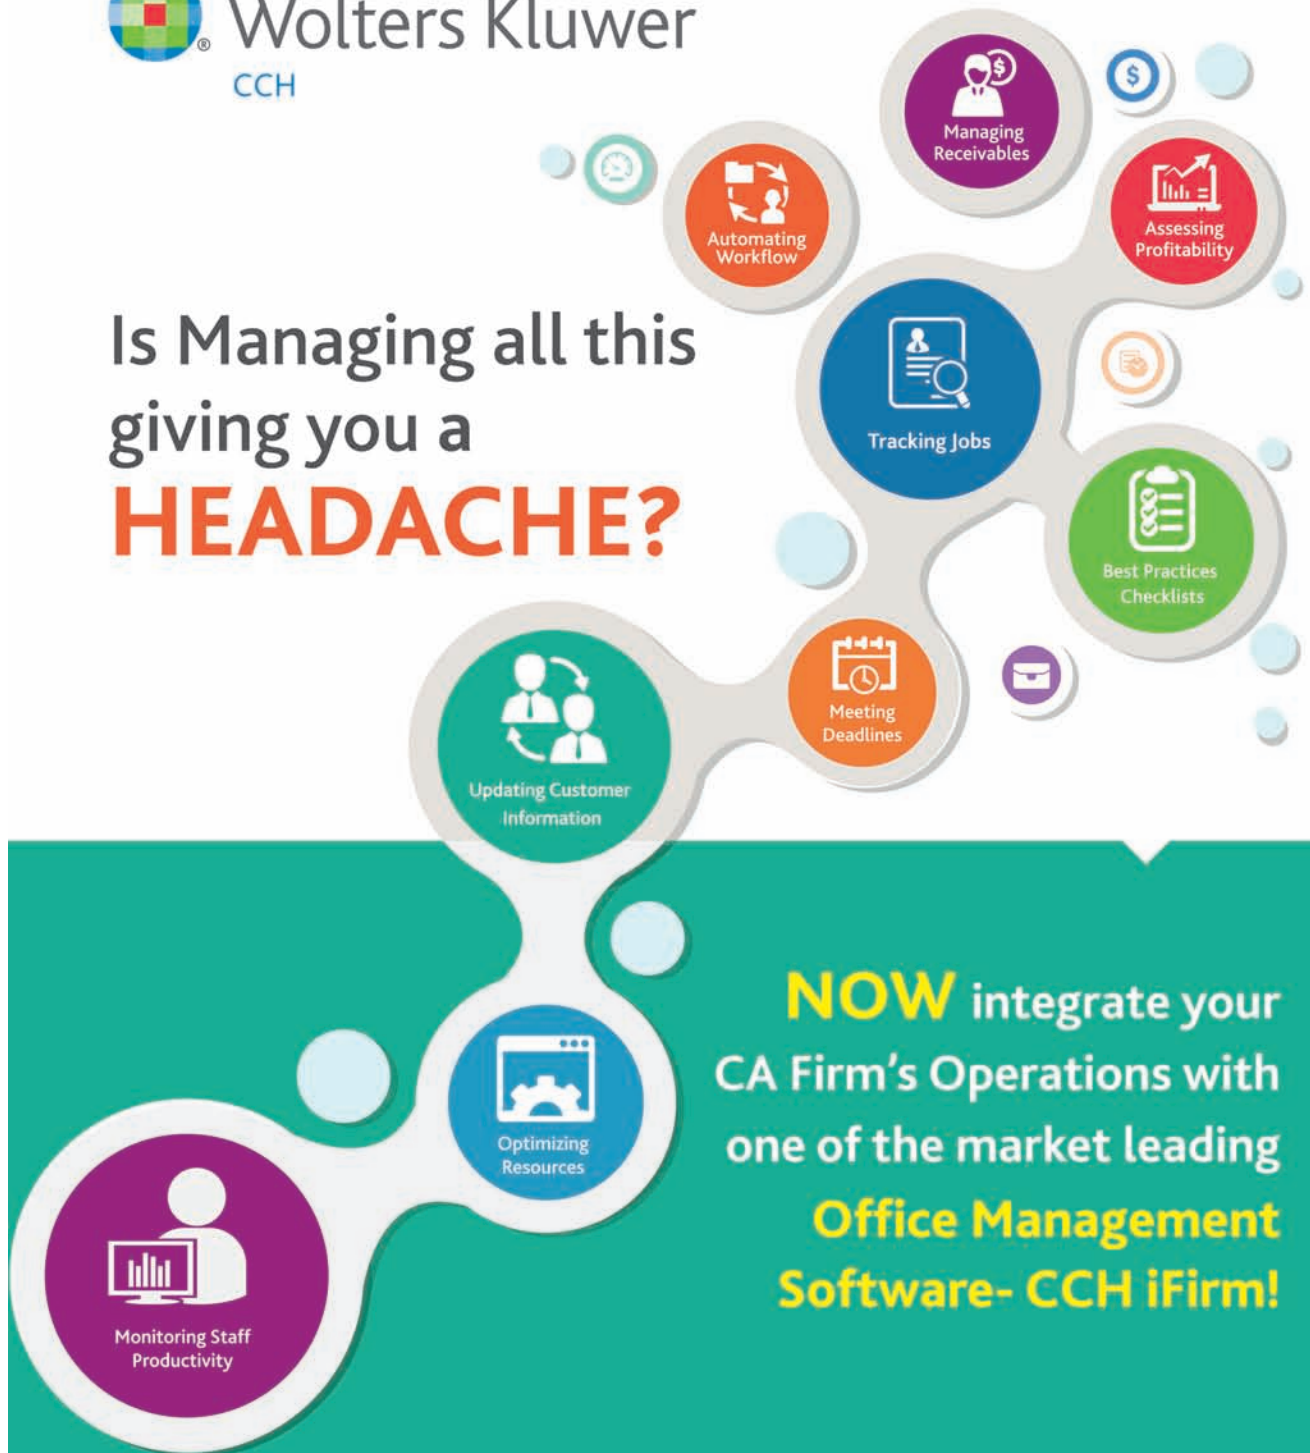 Wolters Kluwer
CCH
Managing
Receivables
Automating
Workflow
Assessing
Profitability
Is Managing all this
giving you a
HEADACHE?
Tracking Jobs
Best Practices
Checklists
Meeting
Deadlines
Updating Customer
Information
NOW integrate your
CA Firm's Operations with
one of the market leading
Office Management
Software- CCH iFirm!
Optimizing
Resources
Monitoring Staff
Productivity